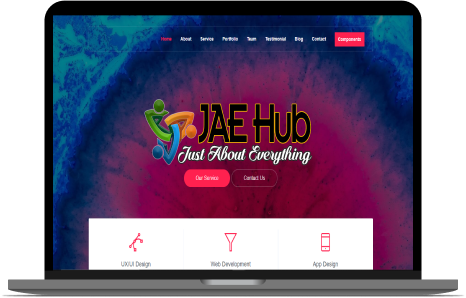 Home About Service Portfolio Team Testimonial Blog Contact Components
JAE Hub
Just About Everything
Our Service Contact Us
UX/UI Design Web Development App Design